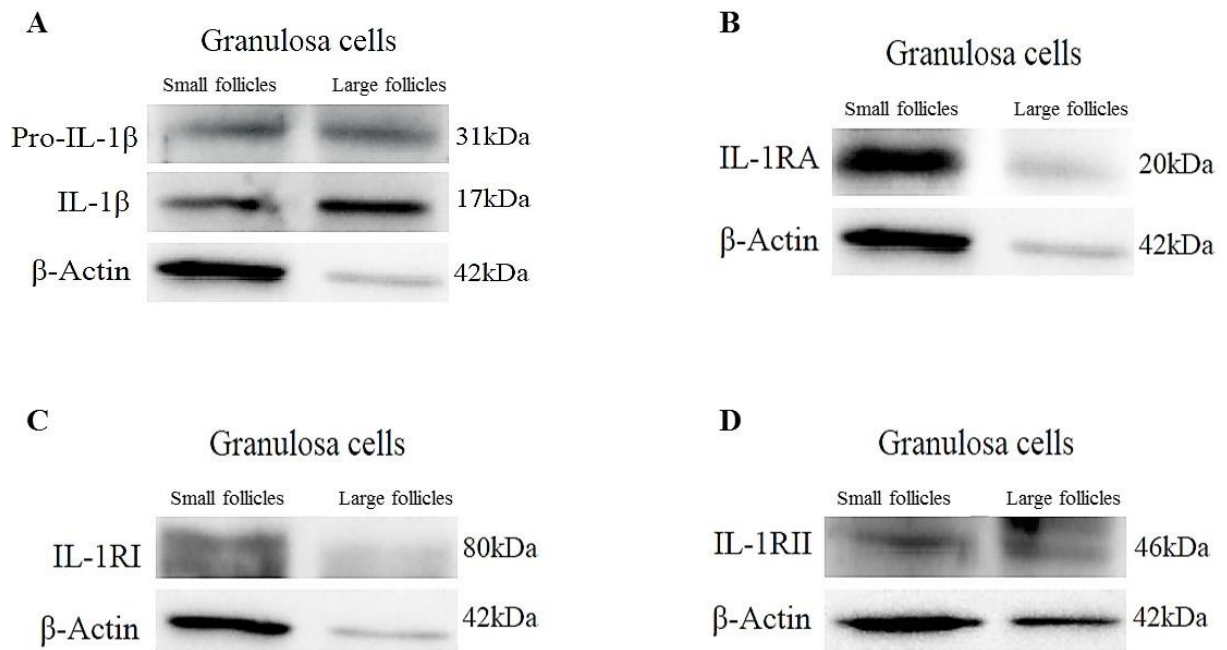 A
Granulosa cells
Small follicles Large follicles
Pro-IL-1β 31kDa
IL-1β 17kDa
β-Actin 42kDa
B
Granulosa cells
Small follicles Large follicles
IL-1RA 20kDa
β-Actin 42kDa
C
Granulosa cells
Small follicles Large follicles
IL-1RI 80kDa
β-Actin 42kDa
D
Granulosa cells
Small follicles Large follicles
IL-1RII 46kDa
β-Actin 42kDa